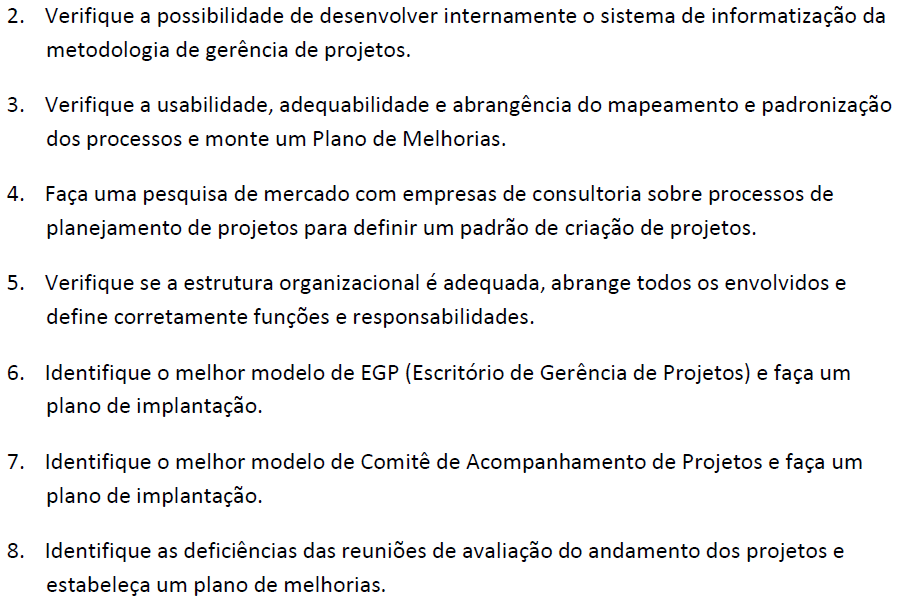 2. Verifique a possibilidade de desenvolver internamente o sistema de informatização da
metodologia de gerência de projetos.
3. Verifique a usabilidade, adequabilidade e abrangência do mapeamento e padronização
dos processos e monte um Plano de Melhorias.
4. Faça uma pesquisa de mercado com empresas de consultoria sobre processos de
planejamento de projetos para definir um padrão de criação de projetos.
5. Verifique se a estrutura organizacional é adequada, abrange todos os envolvidos e
define corretamente funções e responsabilidades.
6. Identifique o melhor modelo de EGP (Escritório de Gerência de Projetos) e faça um
plano de implantação.
7. Identifique o melhor modelo de Comitê de Acompanhamento de Projetos e faça um
plano de implantação.
8. Identifique as deficiências das reuniões de avaliação do andamento dos projetos e
estabeleça um plano de melhorias.